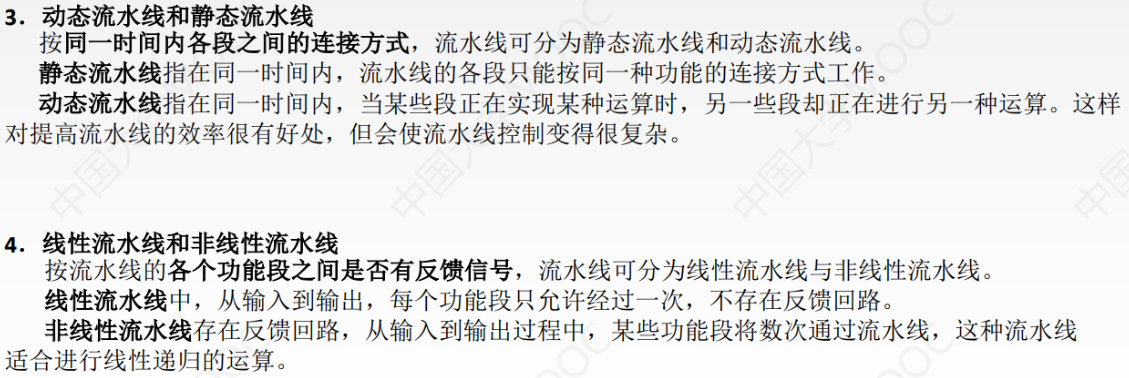 3．动态流水线和静态流水线
按同一时间内各段之间的连接方式，流水线可分为静态流水线和动态流水线。
静态流水线指在同一时间内，流水线的各段只能按同一种功能的连接方式工作。
动态流水线指在同一时间内，当某些段正在实现某种运算时，另一些段却正在进行另一种运算。这样
对提高流水线的效率很有好处，但会使流水线控制变得很复杂。
4．线性流水线和非线性流水线
按流水线的各个功能段之间是否有反馈信号，流水线可分为线性流水线与非线性流水线。
线性流水线中，从输入到输出，每个功能段只允许经过一次，不存在反馈回路。
非线性流水线存在反馈回路，从输入到输出过程中，某些功能段将数次通过流水线，这种流水线
适合进行线性递归的运算。